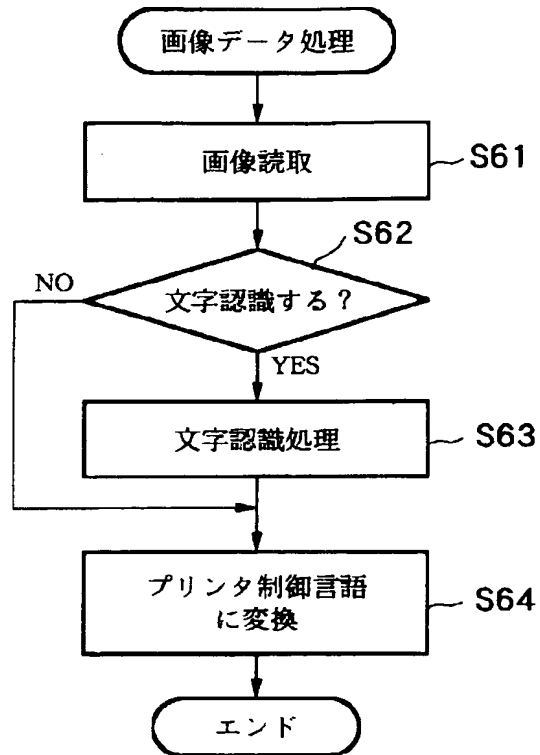 画像データ処理
画像読取
S61
S62
NO
文字認識する？
YES
文字認識処理
S63
プリンタ制御言語
に変換
S64
エンド